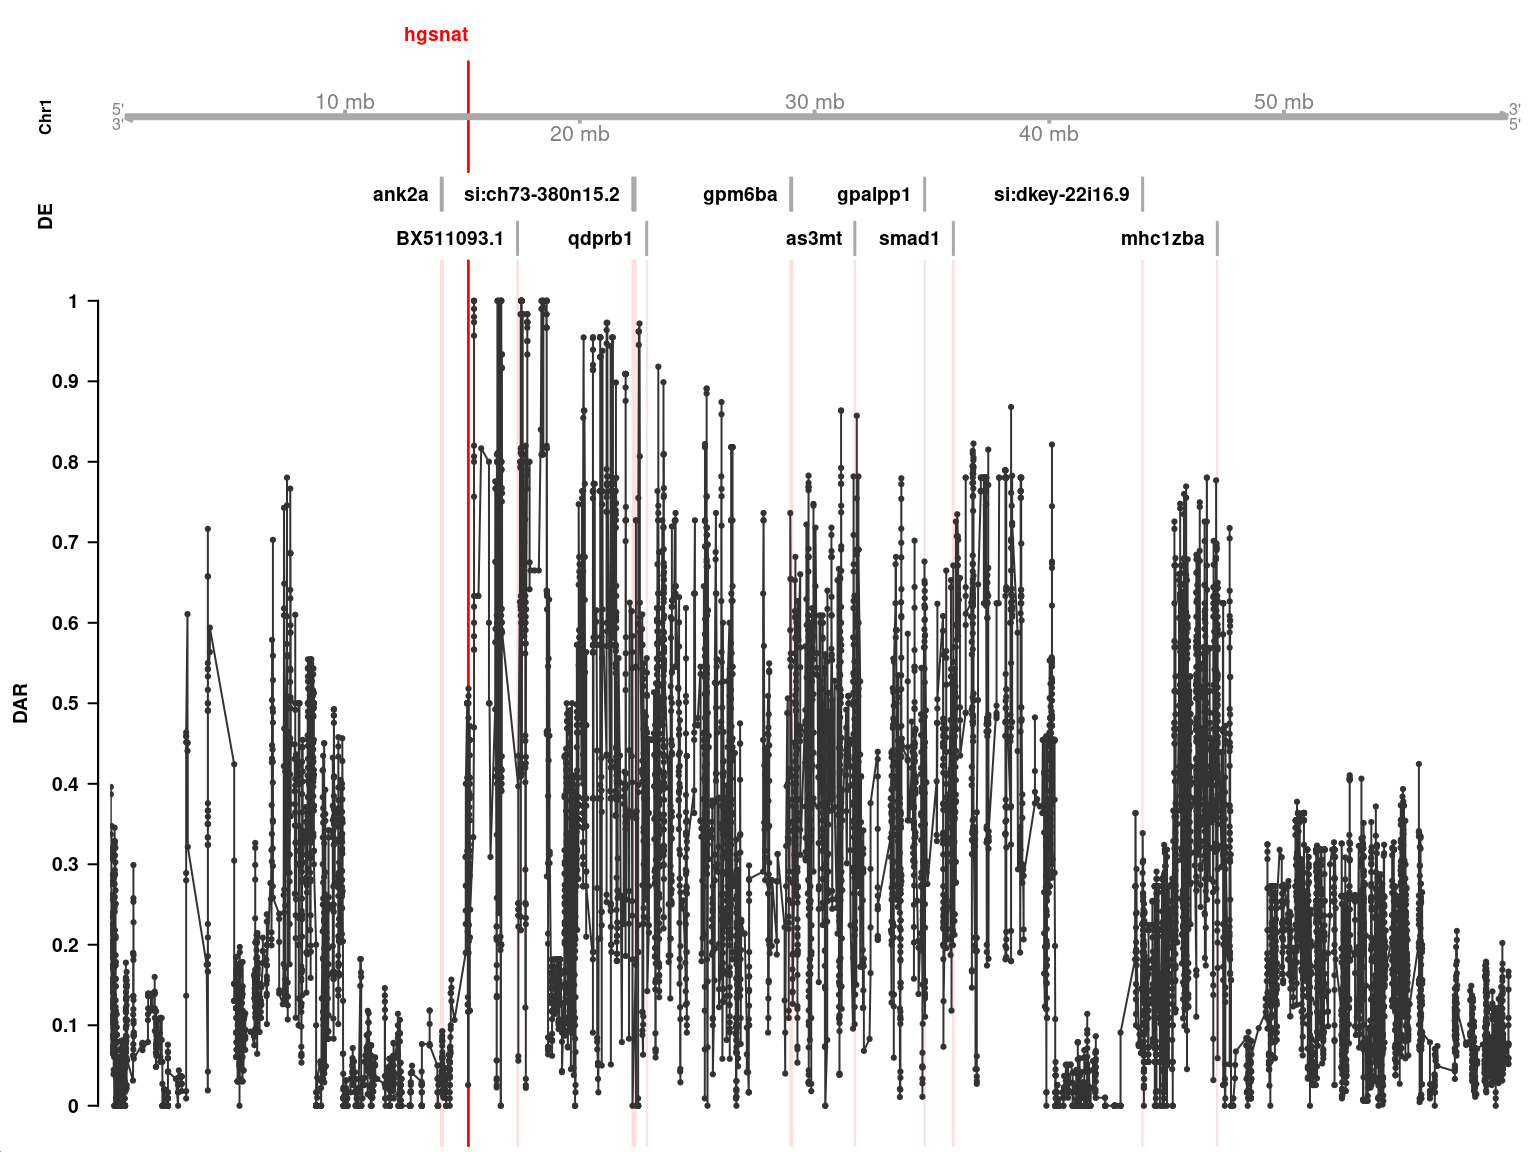 hgsnat
Chr1
5'
3'
10 mb
30 mb
50 mb
20 mb
40 mb
3'
5'
DE
ank2a
si:ch73-380n15.2
gpm6ba
gpalpp1
si:dkey-22i16.9
BX511093.1
qdprb1
as3mt
smad1
mhc1zba
DAR
1
0.9
0.8
0.7
0.6
0.5
0.4
0.3
0.2
0.1
0